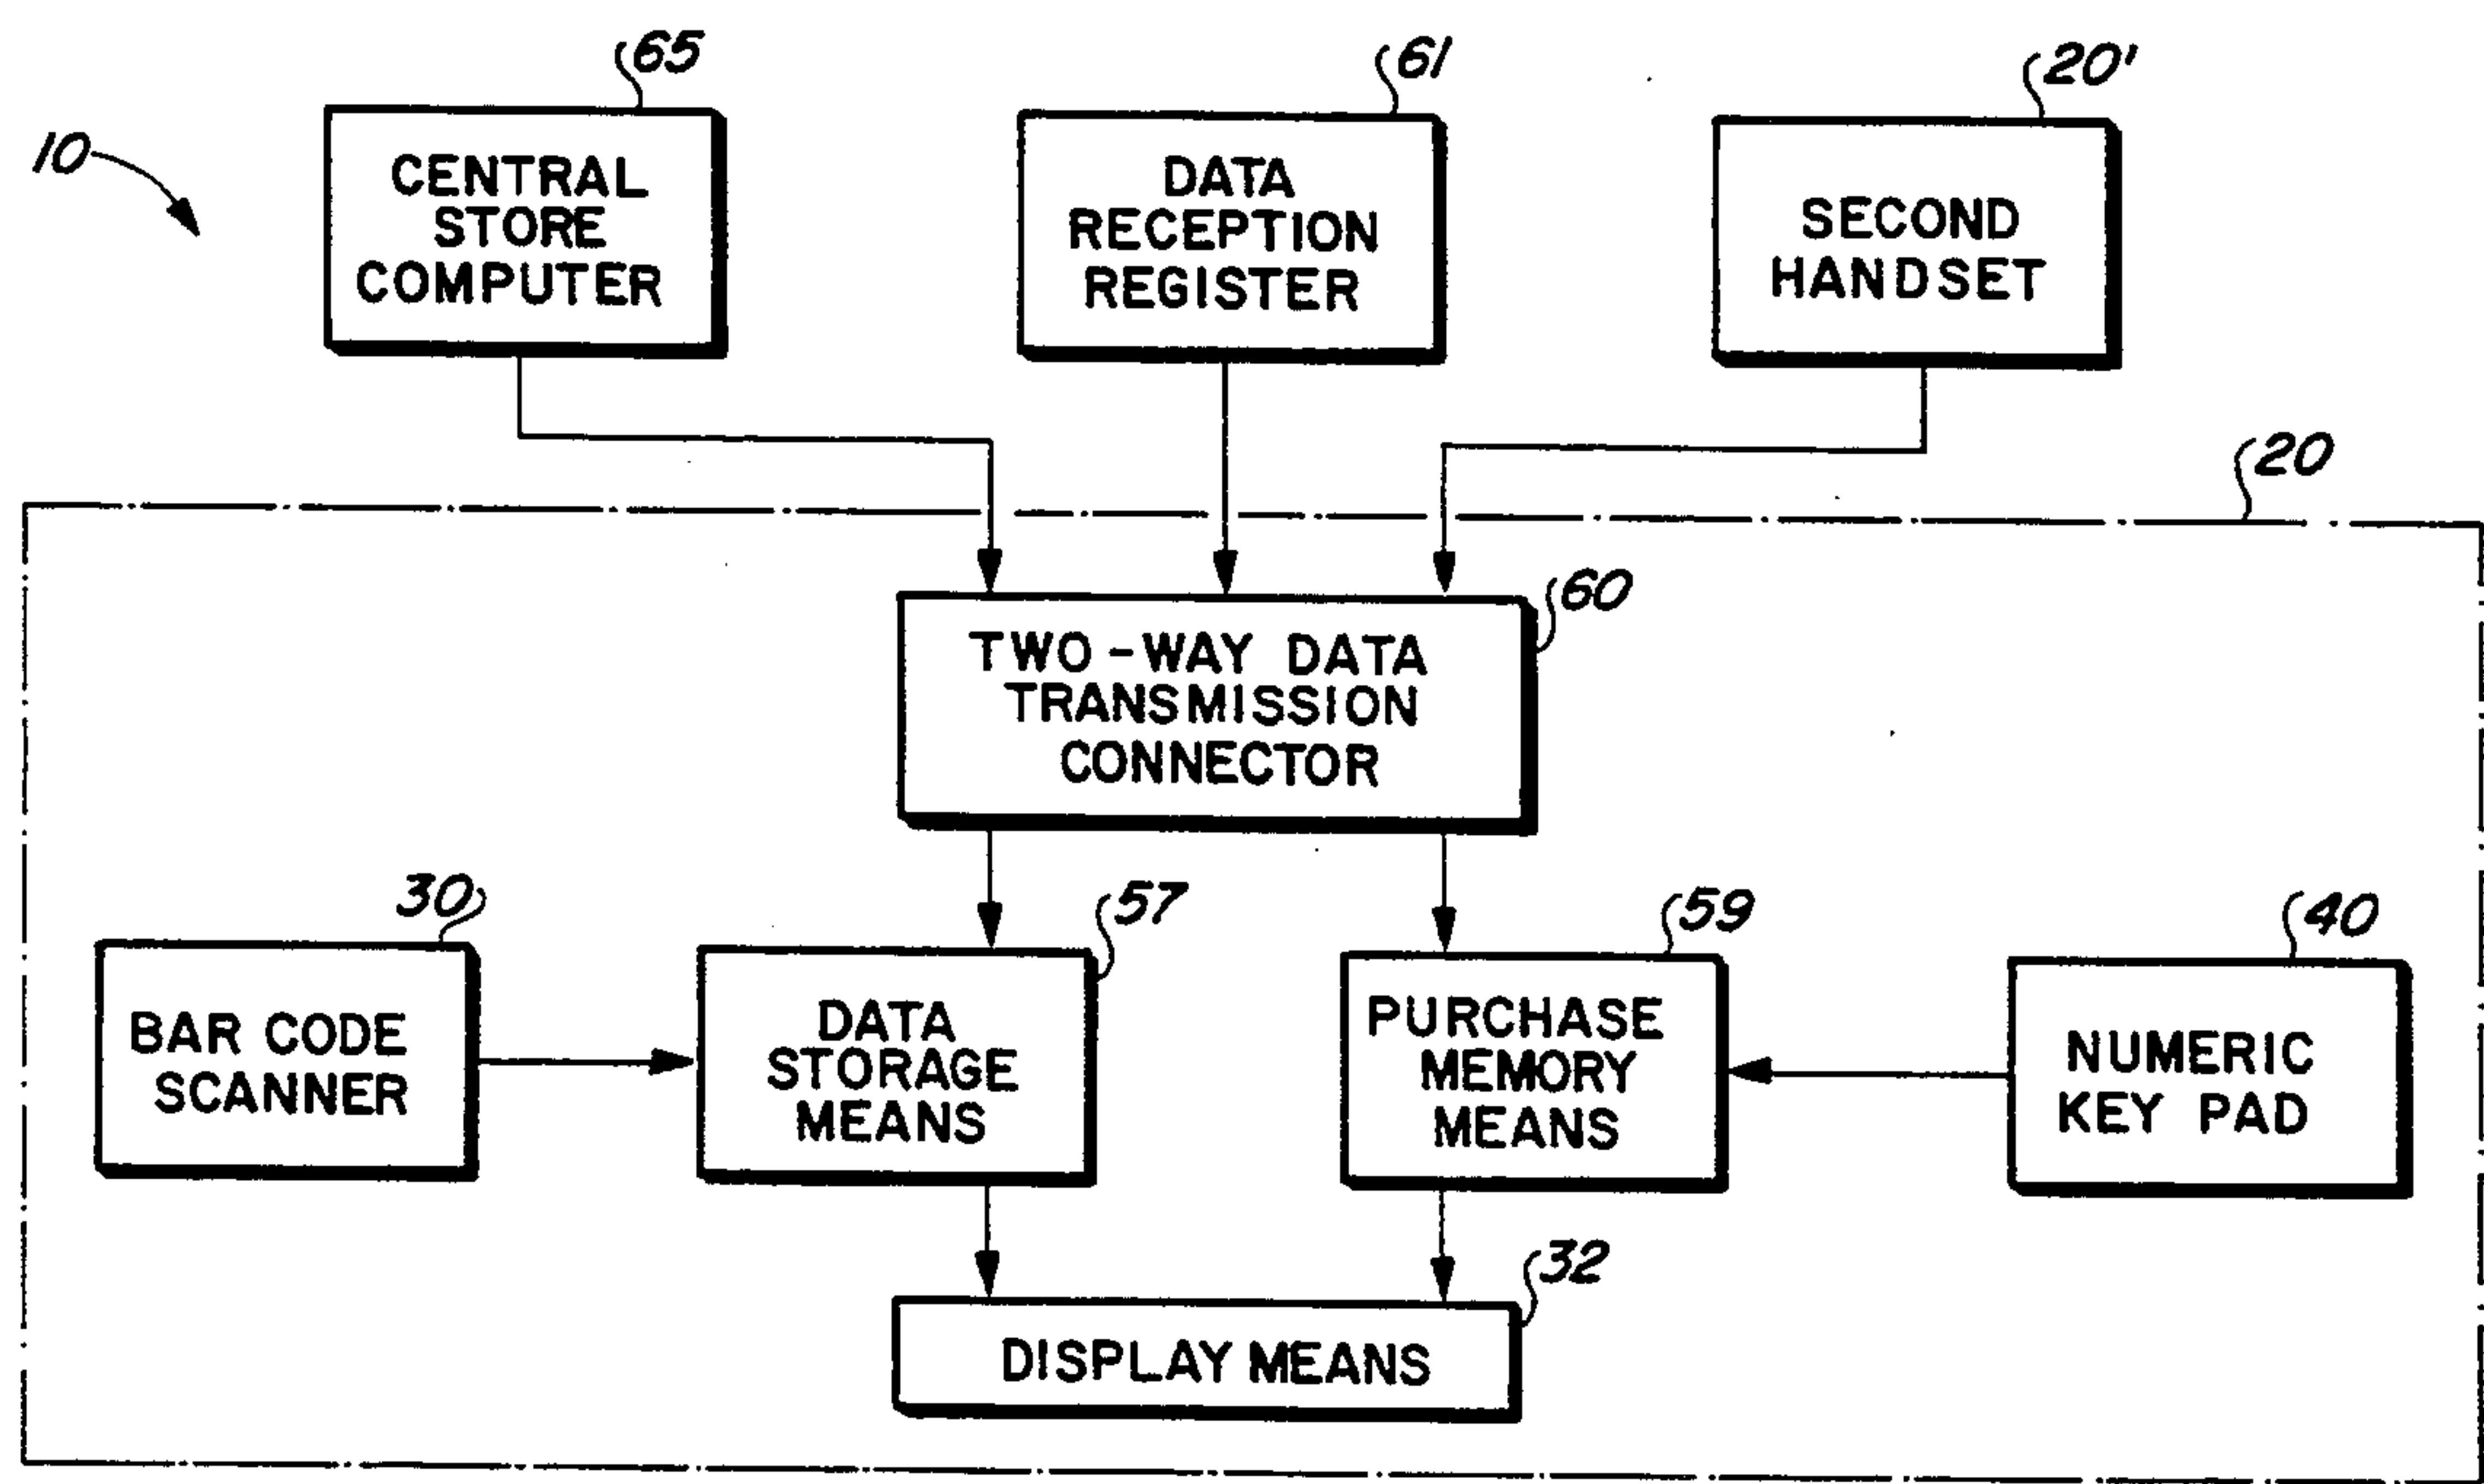 65
61
20'
10
CENTRAL
STORE
COMPUTER
DATA
RECEPTION
REGISTER
SECOND
HANDSET
20
60
TWO-WAY DATA
TRANSMISSION
CONNECTOR
30
57
59
40
BAR CODE
SCANNER
DATA
STORAGE
MEANS
PURCHASE
MEMORY
MEANS
NUMERIC
KEY PAD
32
DISPLAY MEANS